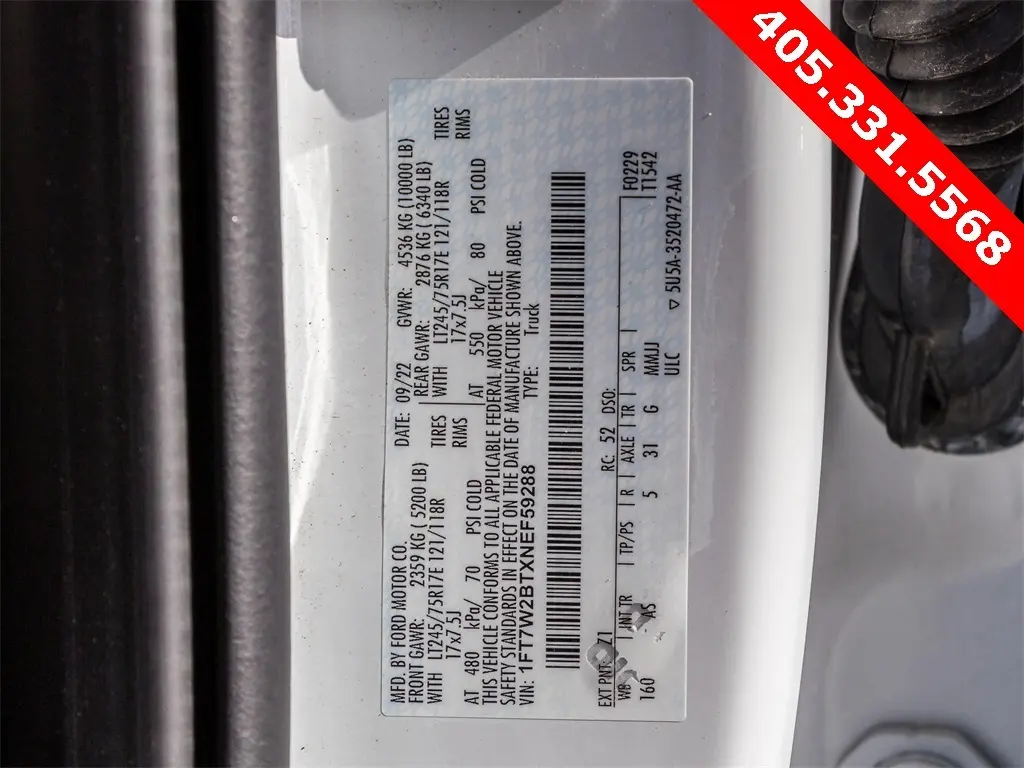 405.331.5568
MFD. BY FORD MOTOR CO. DATE: 09/22 GVWR: 4536 KG (10000 LB)
FRONT GAWR: 2359 KG ( 5200 LB) REAR GAWR: 2876 KG ( 6340 LB)
WITH LT245/75R17E 121/118R TIRES WITH LT245/75R17E 121/118R TIRES
17x7.5J RIMS 17x7.5J RIMS
AT 480 kPa/ 70 PSI COLD AT 550 kPa/ 80 PSI COLD
THIS VEHICLE CONFORMS TO ALL APPLICABLE FEDERAL MOTOR VEHICLE
SAFETY STANDARDS IN EFFECT ON THE DATE OF MANUFACTURE SHOWN ABOVE.
VIN: 1FT7W2BTXNEF59288 TYPE: Truck
EXT PNT: Z1 RC: 52 DSO: F0229
WB INT TR TP/PS R AXLE TR SPR 1T1542
160 AS 5 31 G MMUJ
ULC ▽ 5U5A-3520472-AA